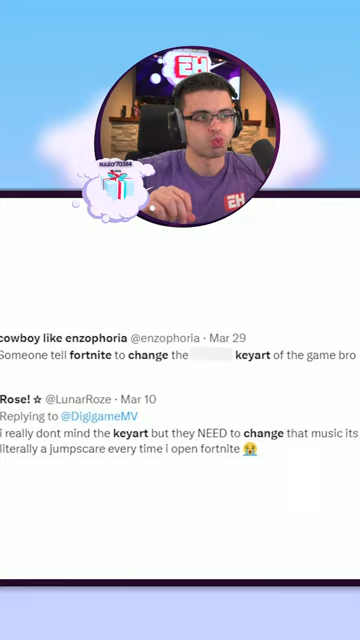 EH
suuicr70384
EH
cowboy like enzophoria @enzophoria · Mar 29
Someone tell fortnite to change the keyart of the game bro
Rose! ☆ @LunarRoze · Mar 10
Replying to @DigigameMV
i really dont mind the keyart but they NEED to change that music its
literally a jumpscare every time i open fortnite 😭